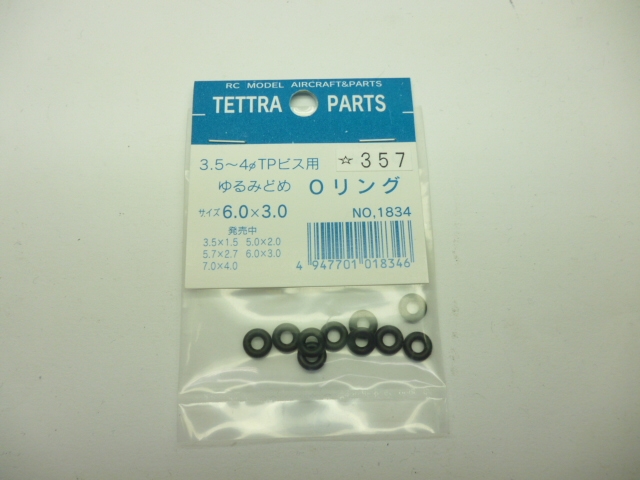 RC MODEL AIRCRAFT&PARTS
TETTRA PARTS
3.5〜4φTPビス用 ☆357
ゆるみどめ Oリング
サイズ 6.0×3.0 NO,1834
発売中
3.5×1.5 5.0×2.0
5.7×2.7 6.0×3.0
7.0×4.0
4 947701 018346